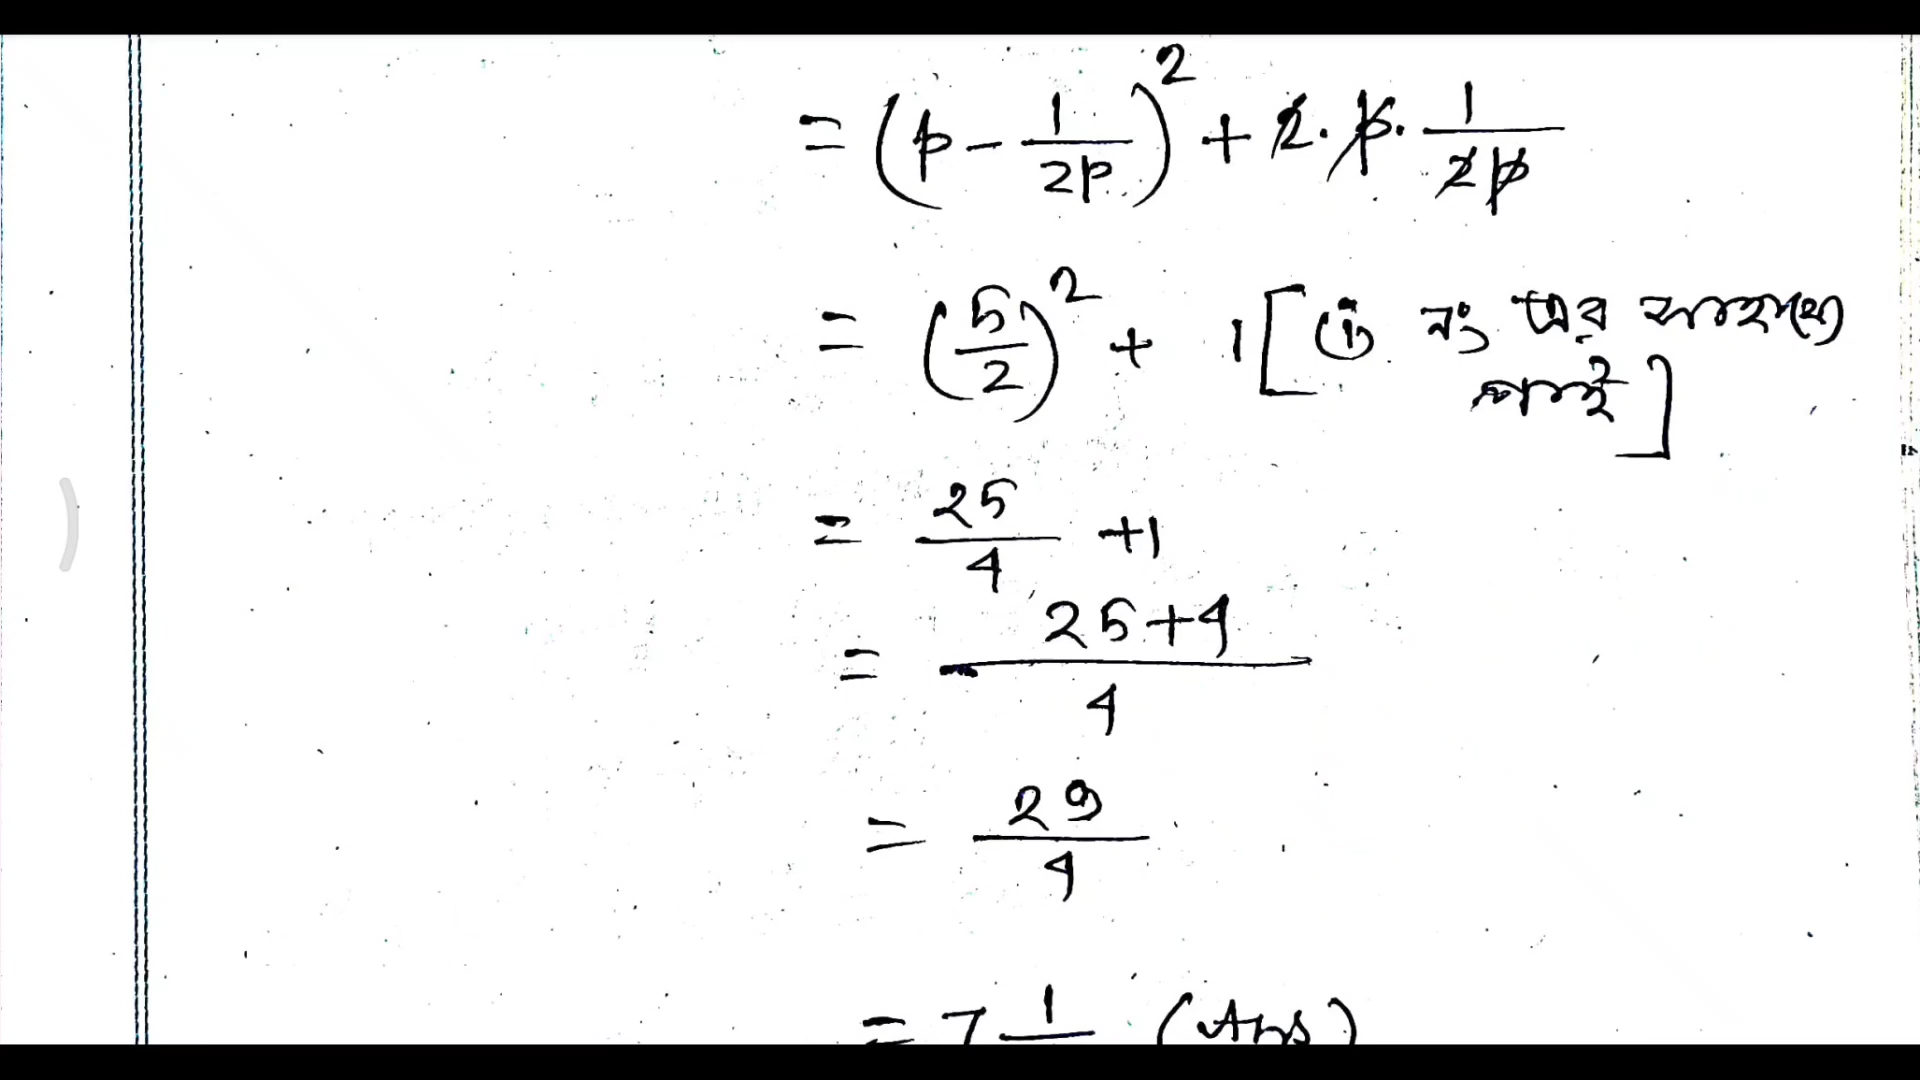 = (p - 1/2p)² + 2 · p · 1/2p
= (5/2)² + 1 [(i) নং এর সাহায্যে
পাই]
= 25/4 + 1
= 25+4/4
= 29/4
= 7 1/ (Ans)